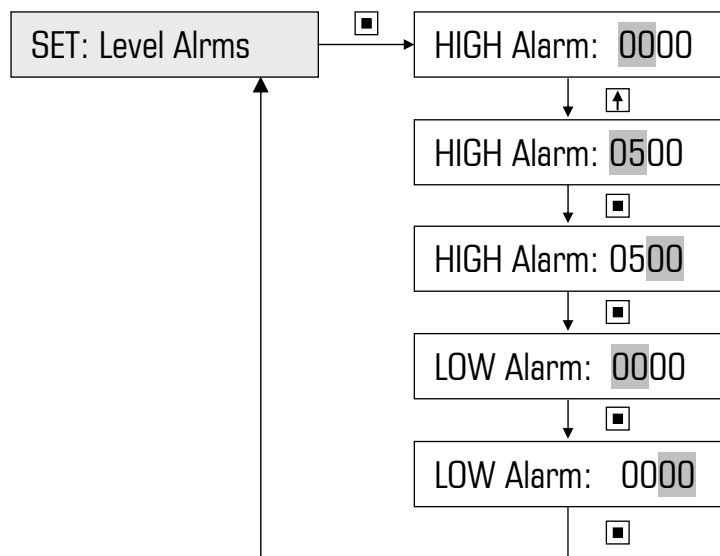 SET: Level Alrms
HIGH Alarm: 0000
HIGH Alarm: 0500
HIGH Alarm: 0500
LOW Alarm: 0000
LOW Alarm: 0000